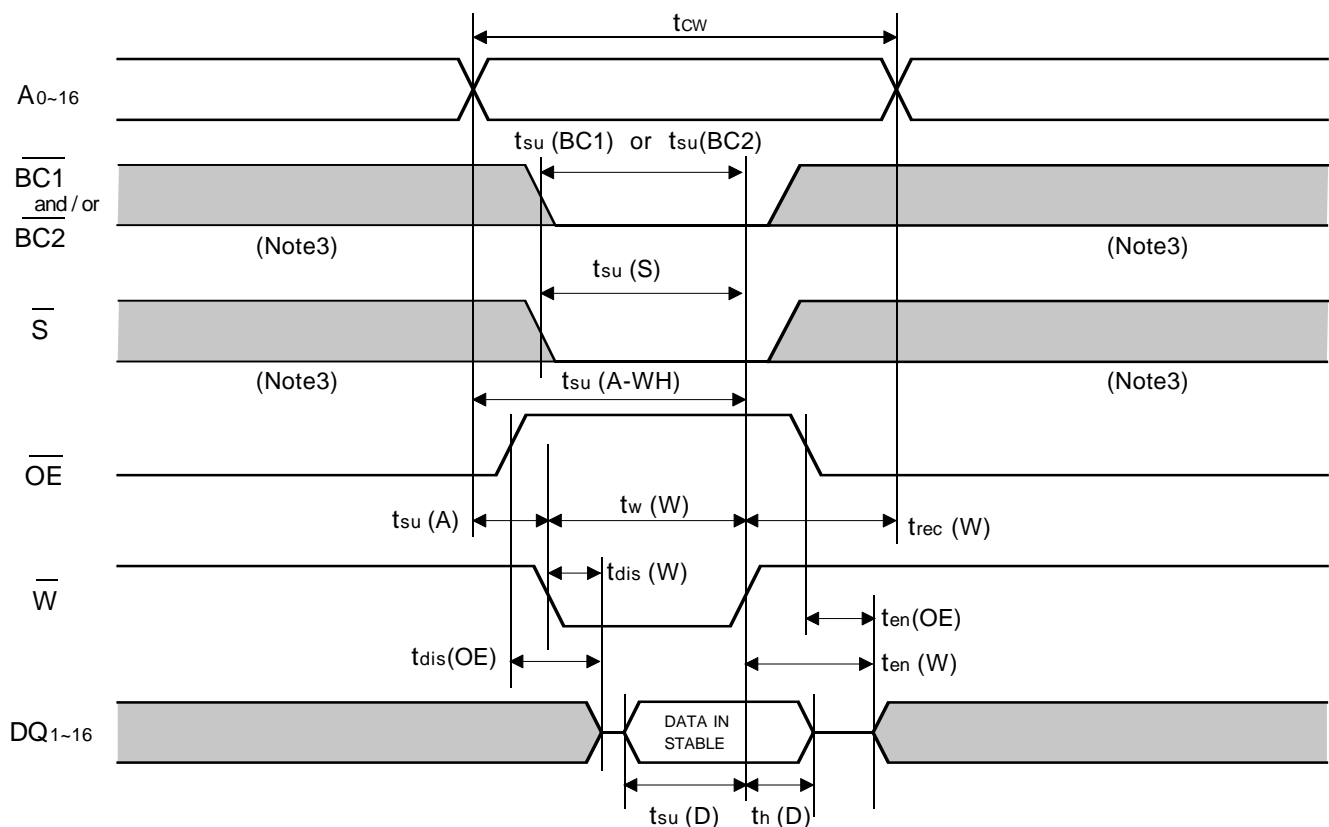 tCW
A0~16
tsu (BC1) or tsu(BC2)
BC1
and / or
BC2
(Note3) (Note3)
tsu (S)
S
(Note3) (Note3)
tsu (A-WH)
OE
tsu (A) tw (W) trec (W)
W
tdis (W)
ten(OE)
tdis(OE) ten (W)
DQ1~16
DATA IN
STABLE
tsu (D) th (D)